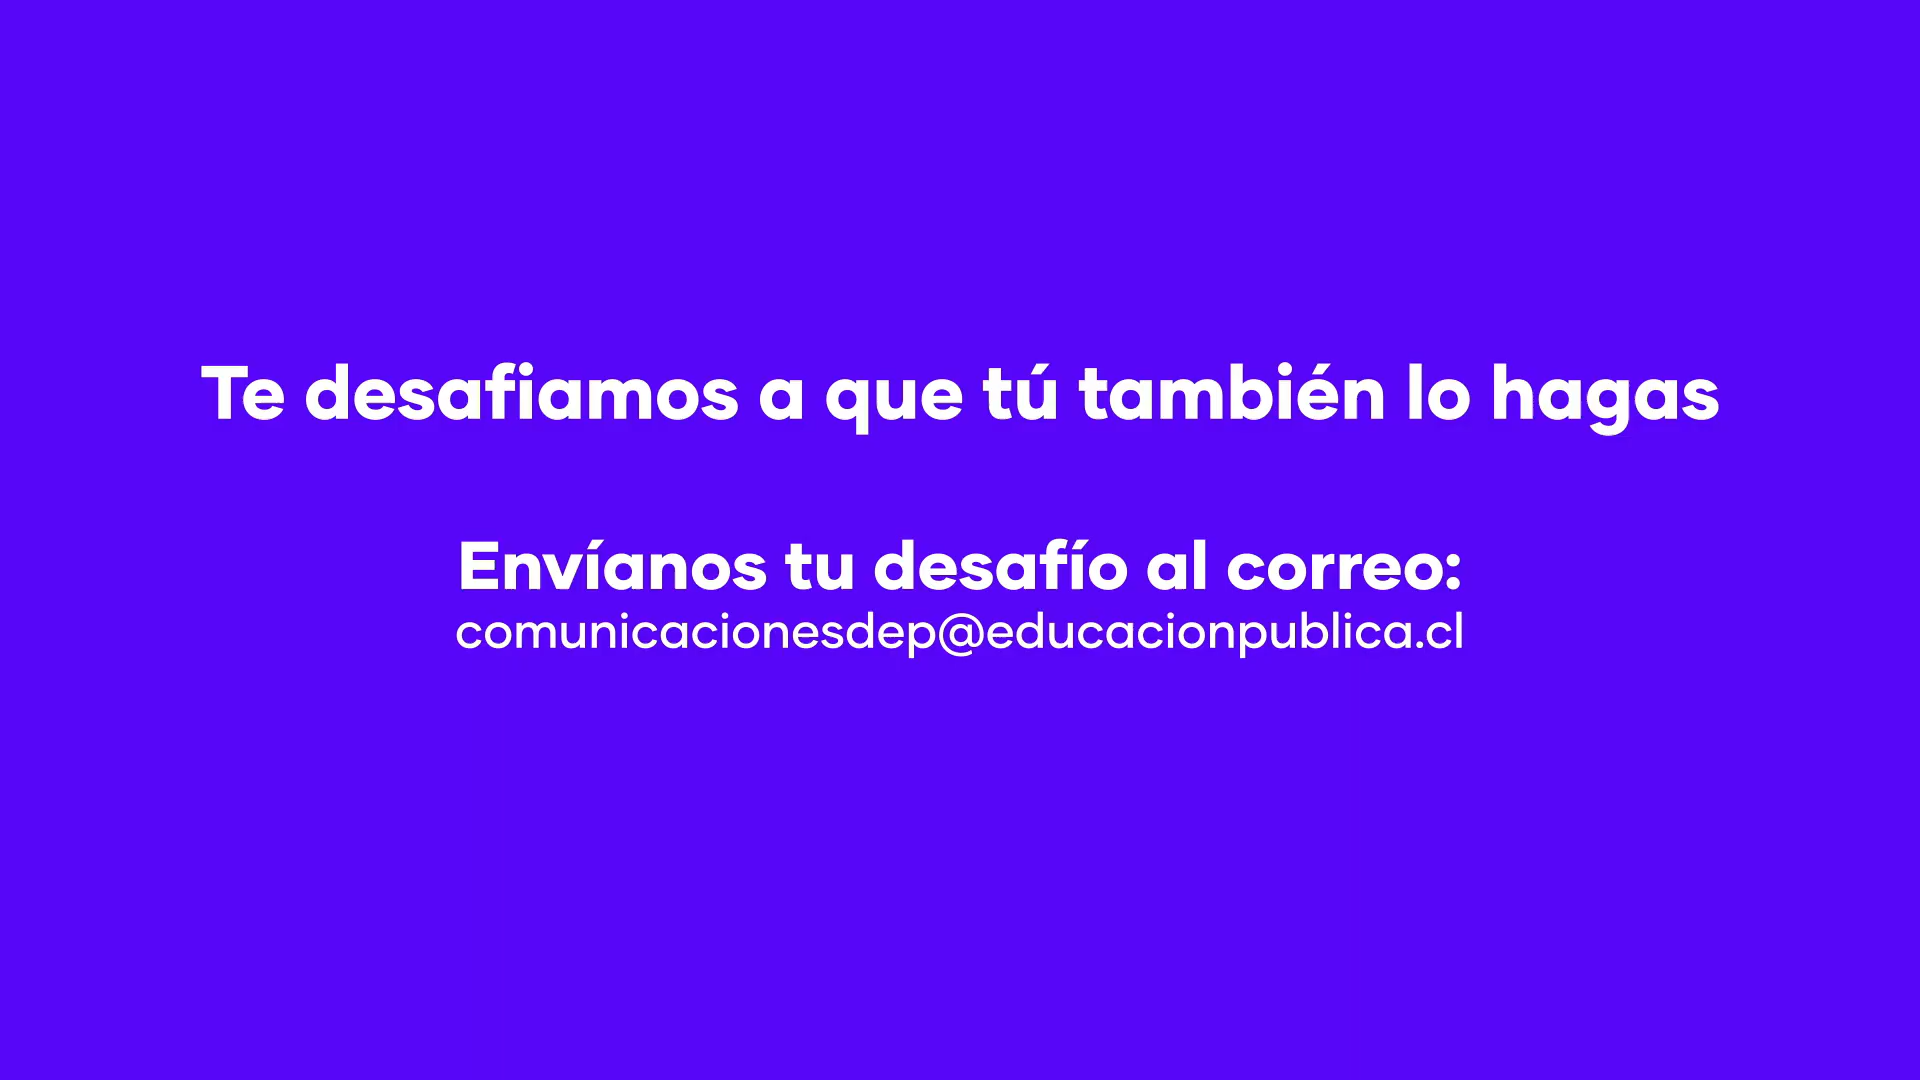 Te desafiamos a que tú también lo hagas
Envíanos tu desafío al correo:
comunicacionesdep@educacionpublica.cl